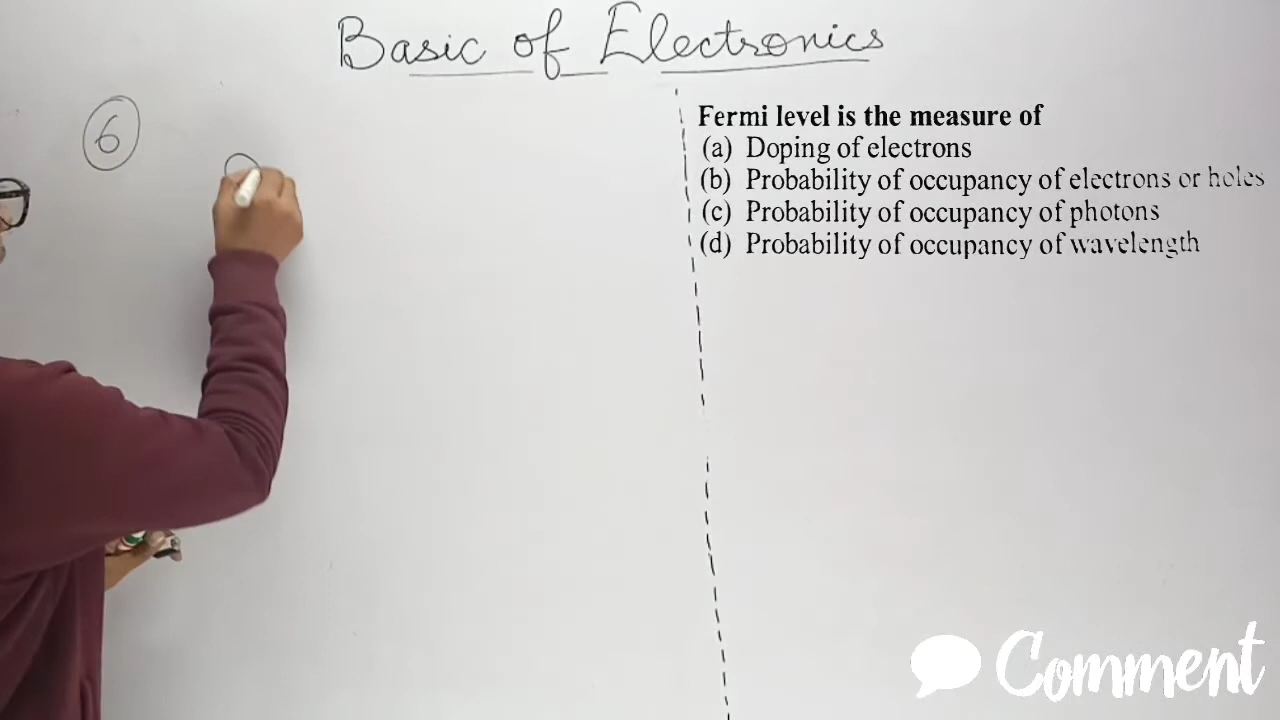 Basic of Electronics
6
Fermi level is the measure of
(a) Doping of electrons
(b) Probability of occupancy of electrons or holes
(c) Probability of occupancy of photons
(d) Probability of occupancy of wavelength
Comment